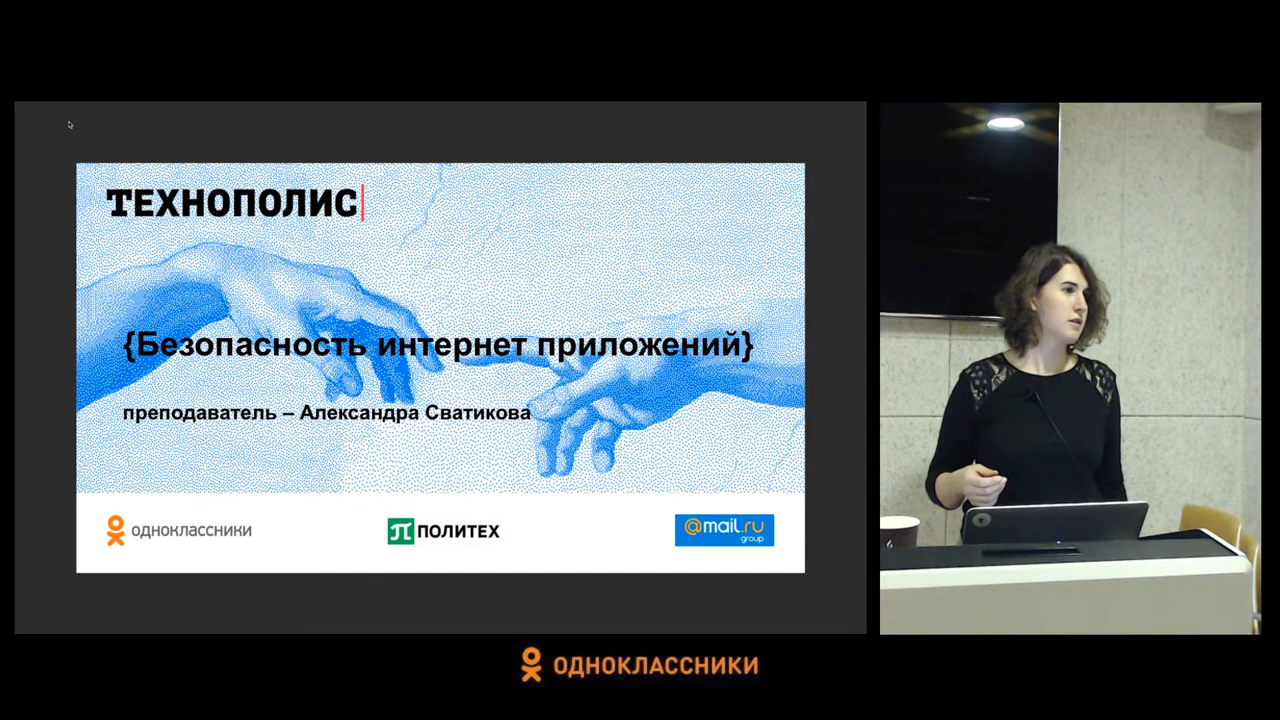 ТЕХНОПОЛИС
{Безопасность интернет приложений}
преподаватель – Александра Сватикова
одноклассники
ПОЛИТЕХ
@mail.ru
group
ОДНОКЛАССНИКИ